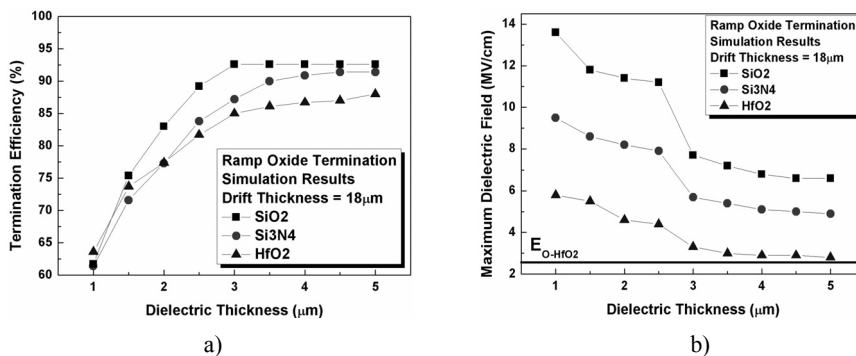 Termination Efficiency (%)
100
95
90
85
80
75
70
65
60
Ramp Oxide Termination
Simulation Results
Drift Thickness = 18μm
SiO2
Si3N4
HfO2
1 2 3 4 5
Dielectric Thickness (μm)
a)
Maximum Dielectric Field (MV/cm)
14
12
10
8
6
4
2
Ramp Oxide Termination
Simulation Results
Drift Thickness = 18μm
SiO2
Si3N4
HfO2
E_O-HfO2
1 2 3 4 5
Dielectric Thickness (μm)
b)